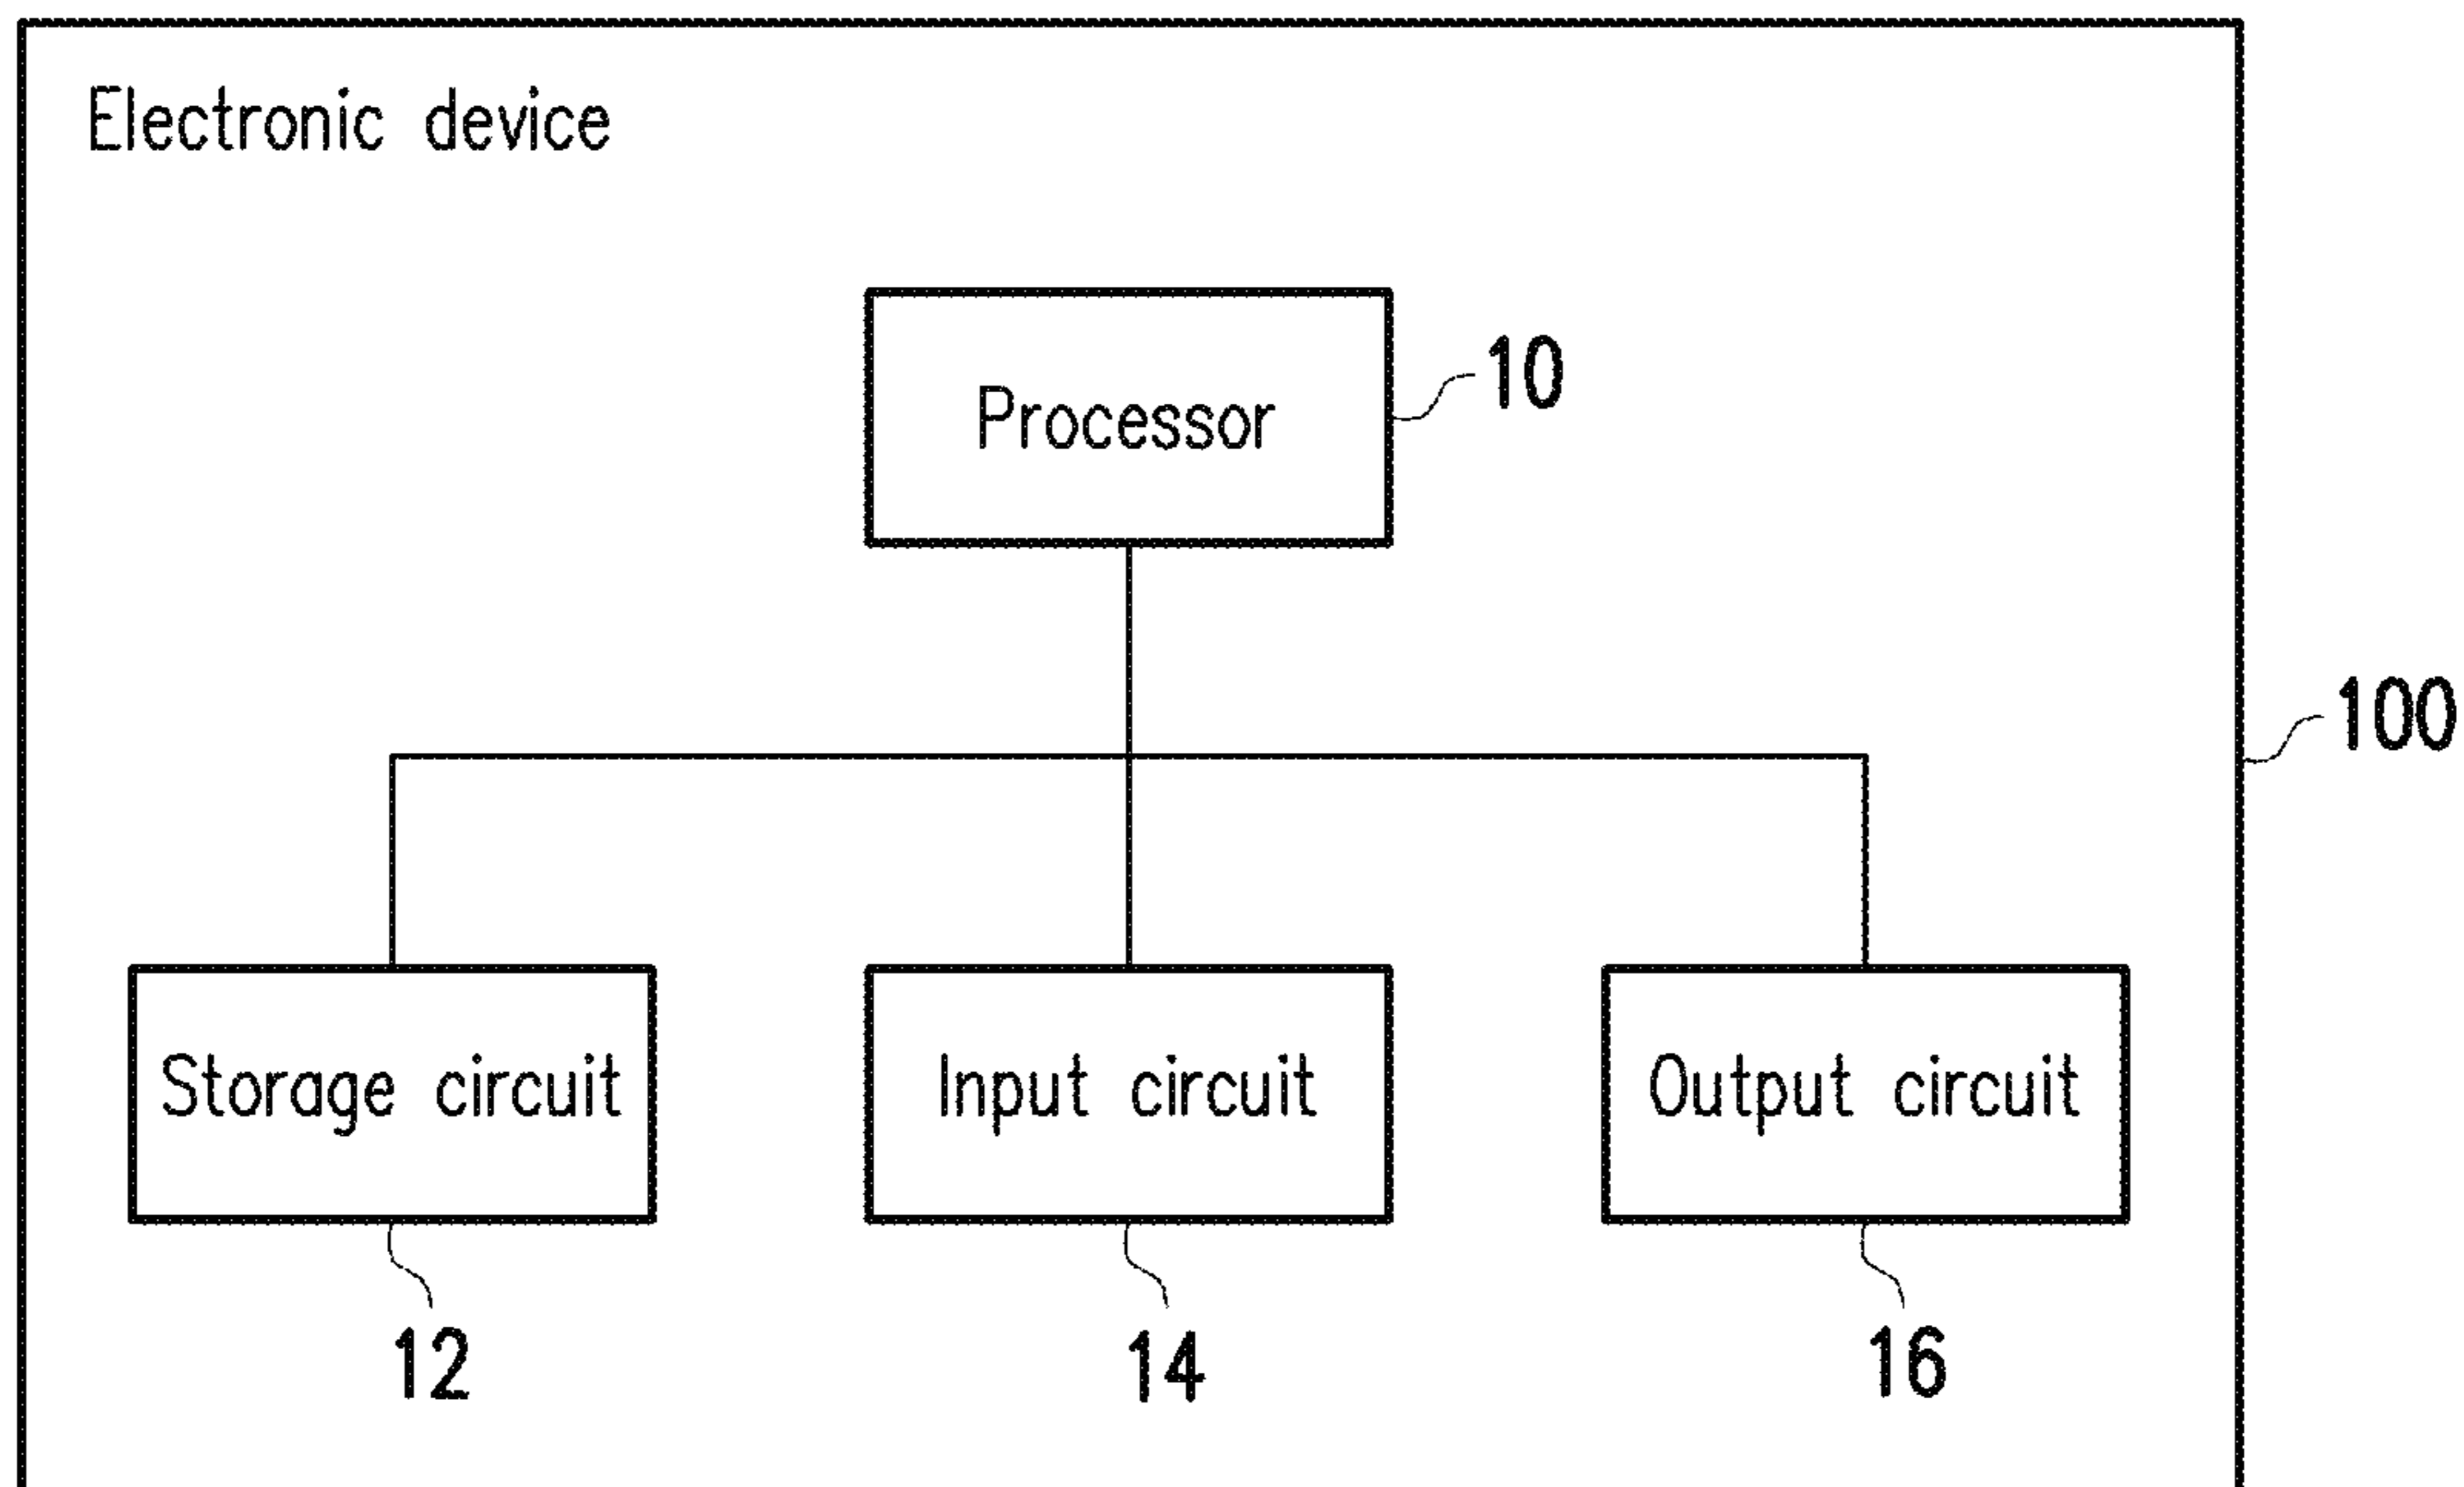 Electronic device
Processor
10
100
Storage circuit
Input circuit
Output circuit
12
14
16